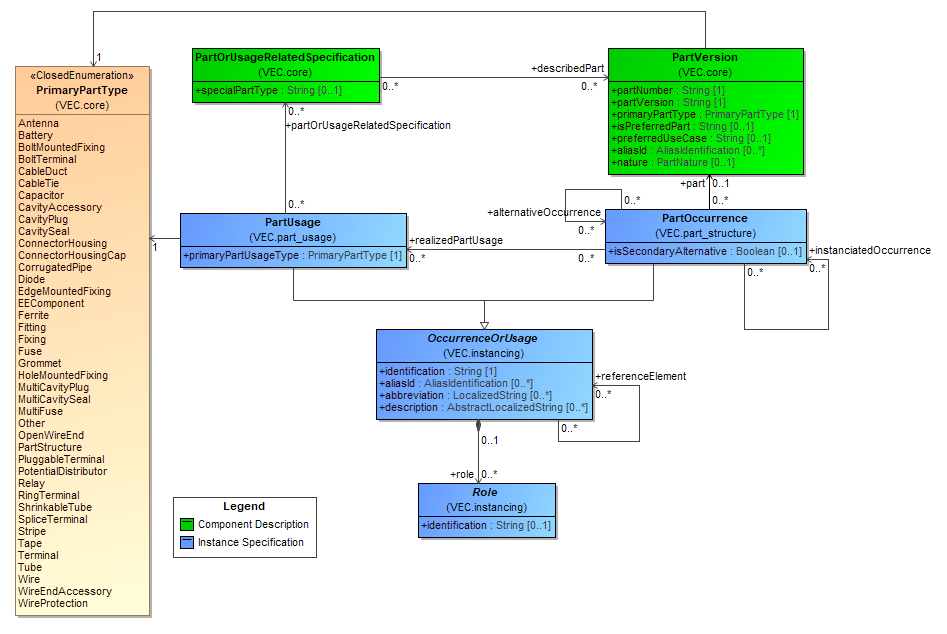 1
«ClosedEnumeration»
PrimaryPartType
(VEC.core)
Antenna
Battery
BoltMountedFixing
BoltTerminal
CableDuct
CableTie
Capacitor
CavityAccessory
CavityPlug
CavitySeal
ConnectorHousing
ConnectorHousingCap
CorrugatedPipe
Diode
EdgeMountedFixing
EEComponent
Ferrite
Fitting
Fixing
Fuse
Grommet
HoleMountedFixing
MultiCavityPlug
MultiCavitySeal
MultiFuse
Other
OpenWireEnd
PartStructure
PluggableTerminal
PotentialDistributor
Relay
RingTerminal
ShrinkableTube
SpliceTerminal
Stripe
Tape
Terminal
Tube
Wire
WireEndAccessory
WireProtection
PartOrUsageRelatedSpecification
(VEC.core)
+specialPartType : String [0..1]
0..*
+describedPart
0..*
PartVersion
(VEC.core)
+partNumber : String [1]
+partVersion : String [1]
+primaryPartType : PrimaryPartType [1]
+isPreferredPart : String [0..1]
+preferredUseCase : String [0..1]
+aliasId : AliasIdentification [0..*]
+nature : PartNature [0..1]
0..*
+partOrUsageRelatedSpecification
0..*
+part
0..1
0..*
1
PartUsage
(VEC.part_usage)
+primaryPartUsageType : PrimaryPartType [1]
+realizedPartUsage
0..*
0..*
+alternativeOccurrence
0..*
0..*
PartOccurrence
(VEC.part_structure)
+isSecondaryAlternative : Boolean [0..1]
+instanciatedOccurrence
0..*
0..*
OccurrenceOrUsage
(VEC.instancing)
+identification : String [1]
+aliasId : AliasIdentification [0..*]
+abbreviation : LocalizedString [0..*]
+description : AbstractLocalizedString [0..*]
+referenceElement
0..*
0..*
0..1
+role
0..*
Role
(VEC.instancing)
+identification : String [0..1]
Legend
Component Description
Instance Specification